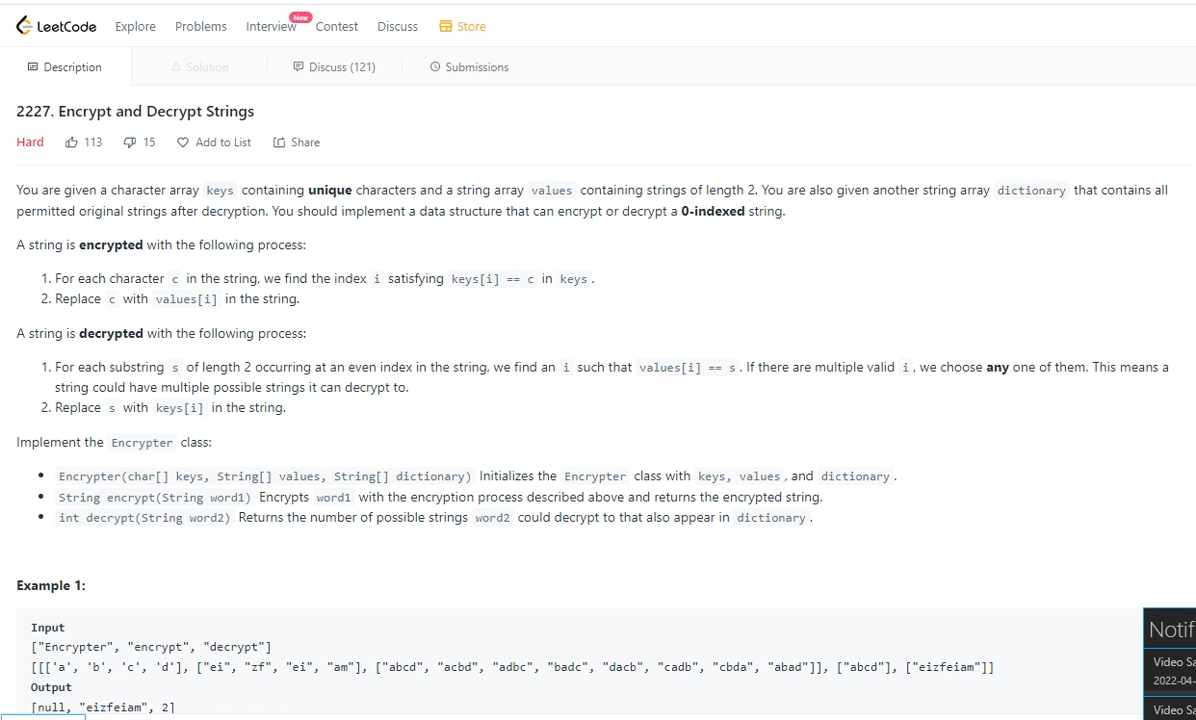 LeetCode Explore Problems Interview New Contest Discuss Store
Description Solution Discuss (121) Submissions
2227. Encrypt and Decrypt Strings
Hard 113 15 Add to List Share
You are given a character array keys containing unique characters and a string array values containing strings of length 2. You are also given another string array dictionary that contains all
permitted original strings after decryption. You should implement a data structure that can encrypt or decrypt a 0-indexed string.
A string is encrypted with the following process:
1. For each character c in the string, we find the index i satisfying keys[i] == c in keys.
2. Replace c with values[i] in the string.
A string is decrypted with the following process:
1. For each substring s of length 2 occurring at an even index in the string, we find an i such that values[i] == s. If there are multiple valid i, we choose any one of them. This means a
string could have multiple possible strings it can decrypt to.
2. Replace s with keys[i] in the string.
Implement the Encrypter class:
• Encrypter(char[] keys, String[] values, String[] dictionary) Initializes the Encrypter class with keys, values, and dictionary.
• String encrypt(String word1) Encrypts word1 with the encryption process described above and returns the encrypted string.
• int decrypt(String word2) Returns the number of possible strings word2 could decrypt to that also appear in dictionary.
Example 1:
Input
["Encrypter", "encrypt", "decrypt"]
[[['a', 'b', 'c', 'd'], ["ei", "zf", "ei", "am"], ["abcd", "acbd", "adbc", "badc", "dacb", "cadb", "cbda", "abad"]], ["abcd"], ["eizfeiam"]]
Output
[null, "eizfeiam", 2]
Notif
Video Sa
2022-04-
Video Sa